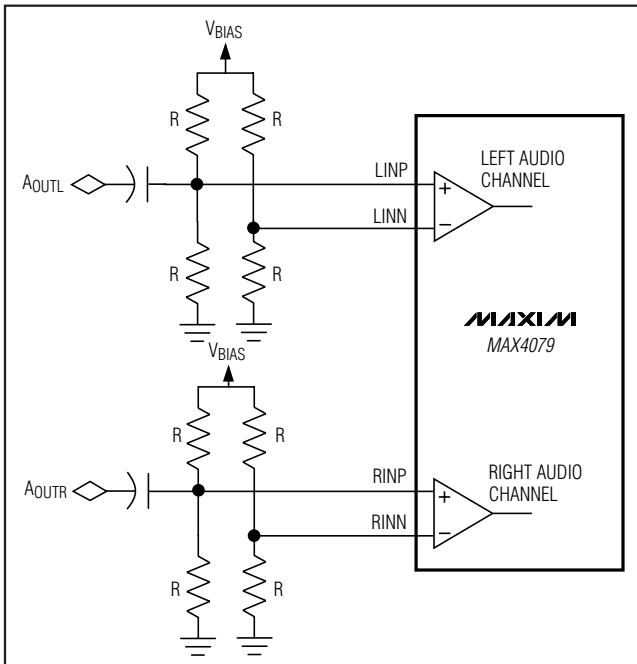 VBIAS
R R
LEFT AUDIO
CHANNEL
LINP
AOUTL
+
LINN
−
R R
MAXIM
MAX4079
VBIAS
R R
RIGHT AUDIO
CHANNEL
RINP
AOUTR
+
RINN
−
R R